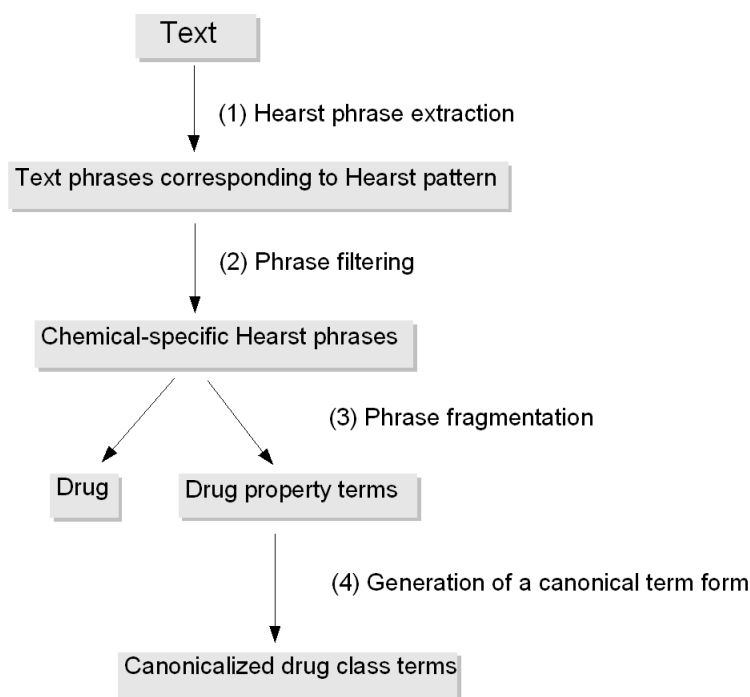 Text
(1) Hearst phrase extraction
Text phrases corresponding to Hearst pattern
(2) Phrase filtering
Chemical-specific Hearst phrases
(3) Phrase fragmentation
Drug
Drug property terms
(4) Generation of a canonical term form
Canonicalized drug class terms